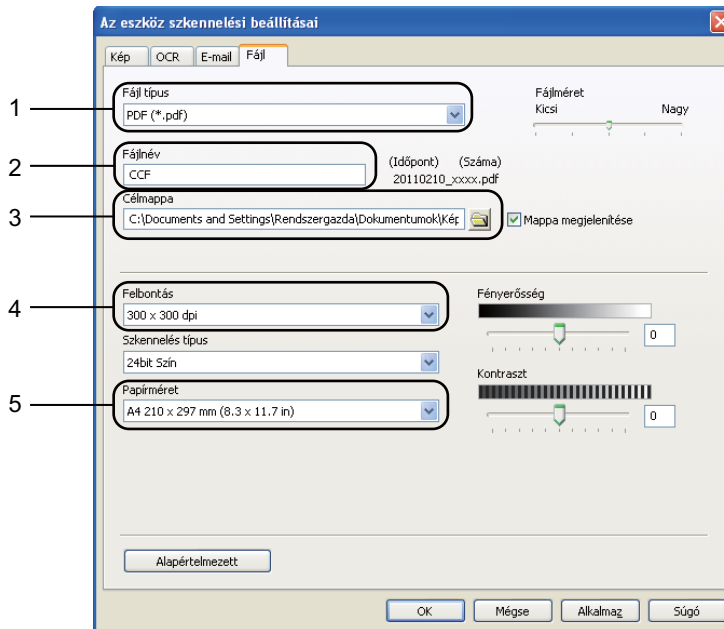 Az eszköz szkennelési beállításai
Kép OCR E-mail Fájl
1
Fájl típus
PDF (*.pdf)
Fájlméret
Kicsi Nagy
2
Fájlnév
CCF
(Időpont) (Száma)
20110210_xxxx.pdf
3
Célmappa
C:\Documents and Settings\Rendszergazda\Dokumentumok\Kép
Mappa megjelenítése
4
Felbontás
300 x 300 dpi
Szkennelés típus
24bit Szín
5
Papírméret
A4 210 x 297 mm (8.3 x 11.7 in)
Fényerősség
0
Kontraszt
0
Alapértelmezett
OK Mégse Alkalmaz Súgó